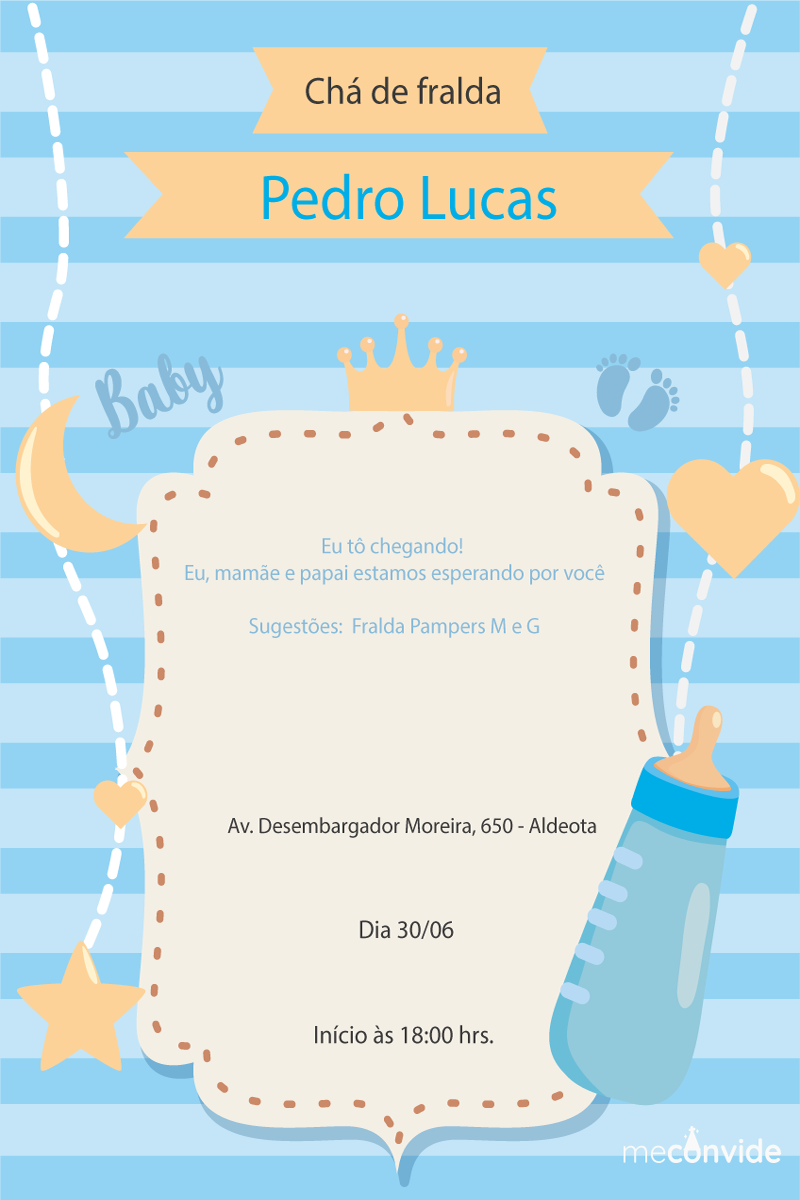 Chá de fralda
Pedro Lucas
Baby
Eu tô chegando!
Eu, mamãe e papai estamos esperando por você
Sugestões:  Fralda Pampers M e G
Av. Desembargador Moreira, 650 - Aldeota
Dia 30/06
Início às 18:00 hrs.
meconvide